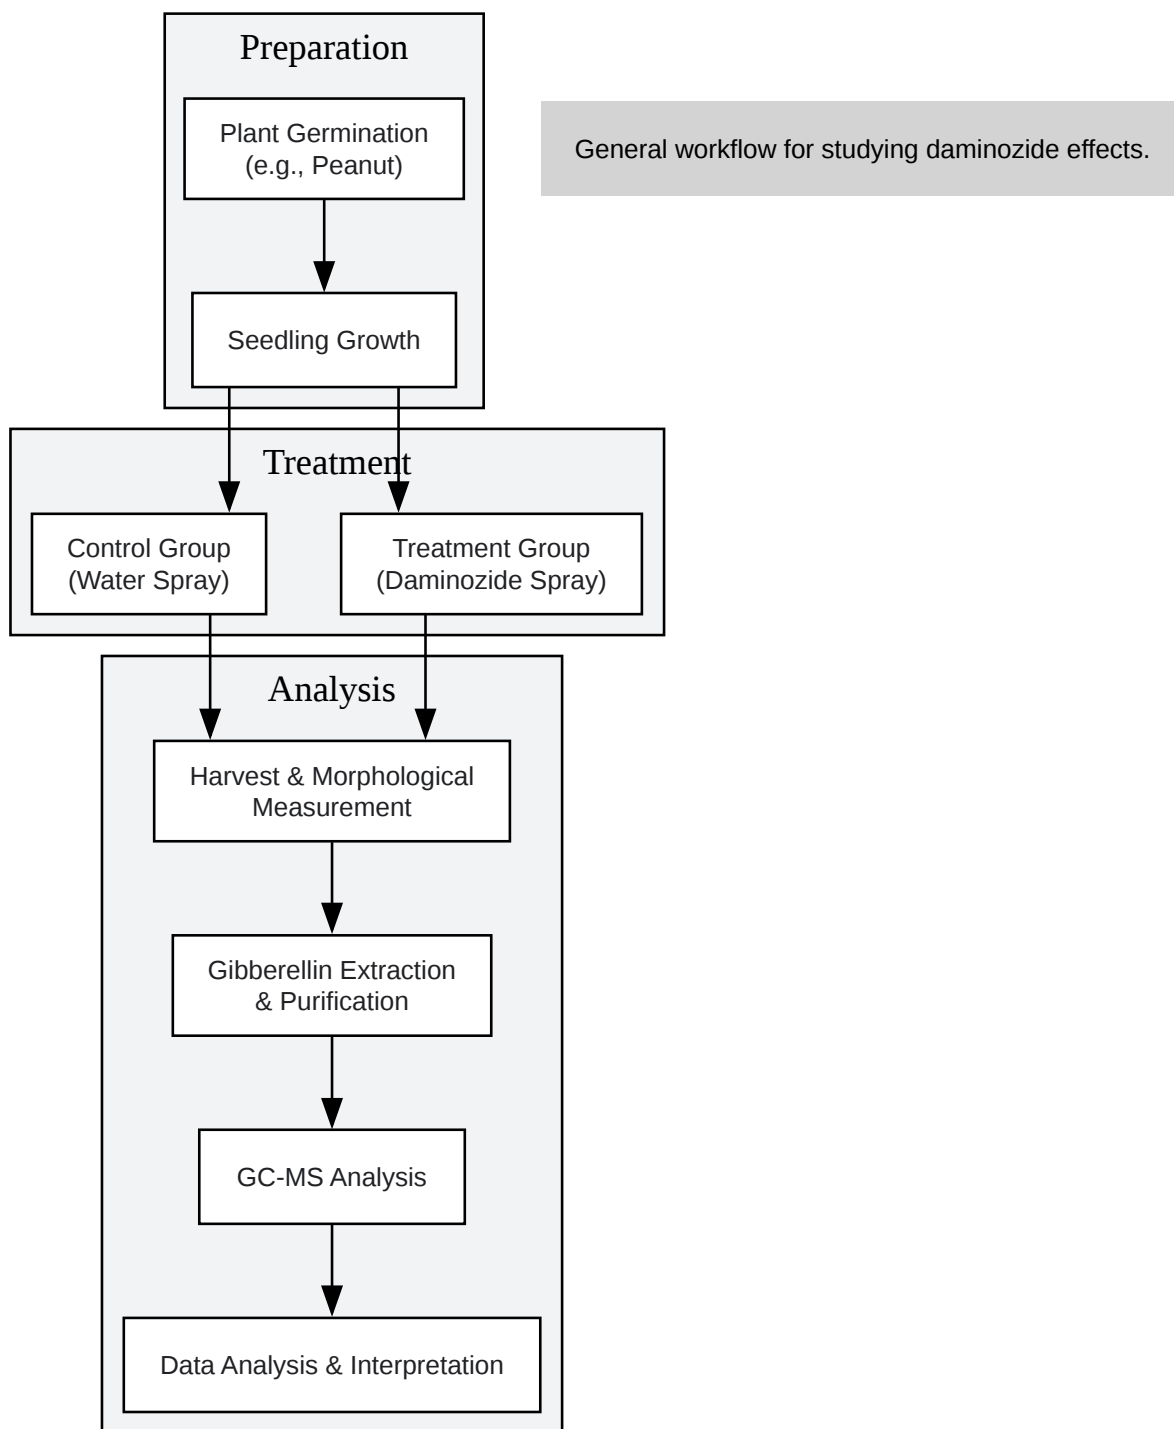 Preparation
Plant Germination
(e.g., Peanut)
General workflow for studying daminozide effects.
Seedling Growth
Treatment
Control Group
(Water Spray)
Treatment Group
(Daminozide Spray)
Analysis
Harvest & Morphological
Measurement
Gibberellin Extraction
& Purification
GC-MS Analysis
Data Analysis & Interpretation